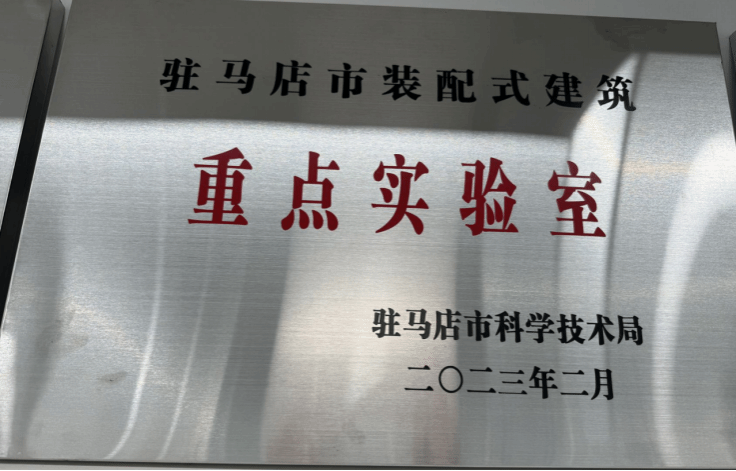 驻马店市装配式建筑
重点实验室
驻马店市科学技术局
二〇二三年二月